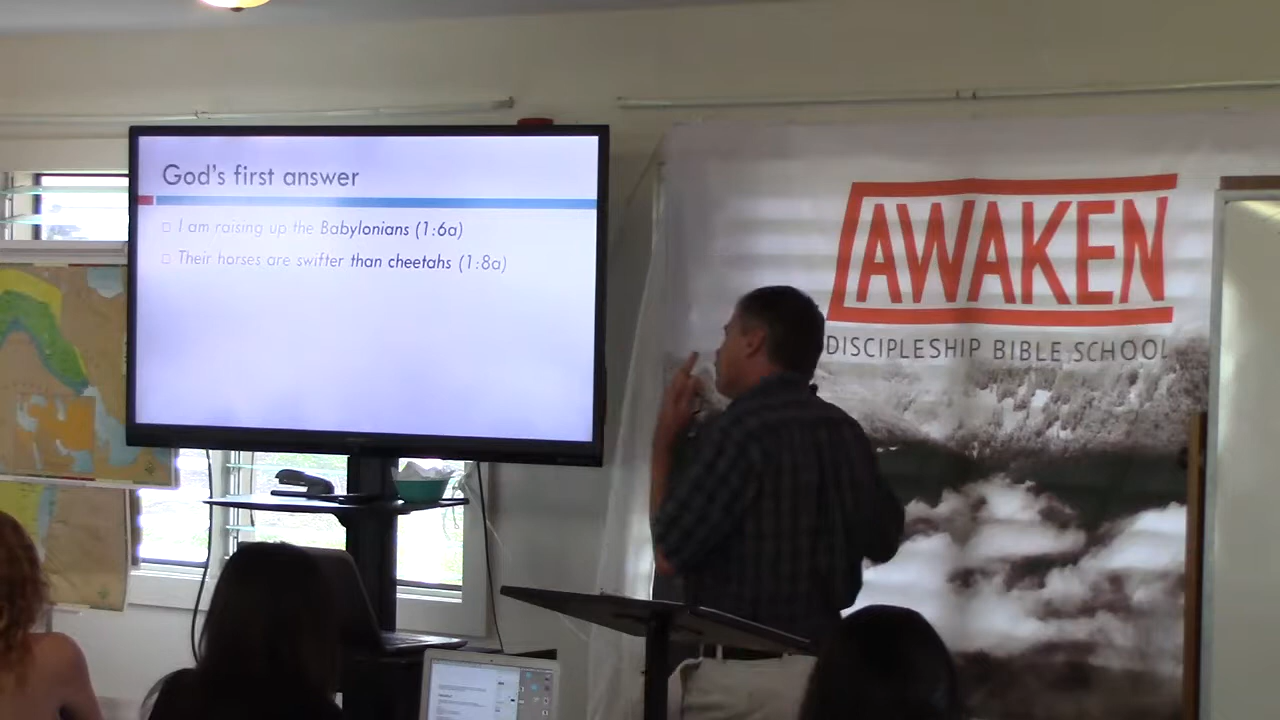 God's first answer
I am raising up the Babylonians (1:6a)
Their horses are swifter than cheetahs (1:8a)
AWAKEN
DISCIPLESHIP BIBLE SCHOOL